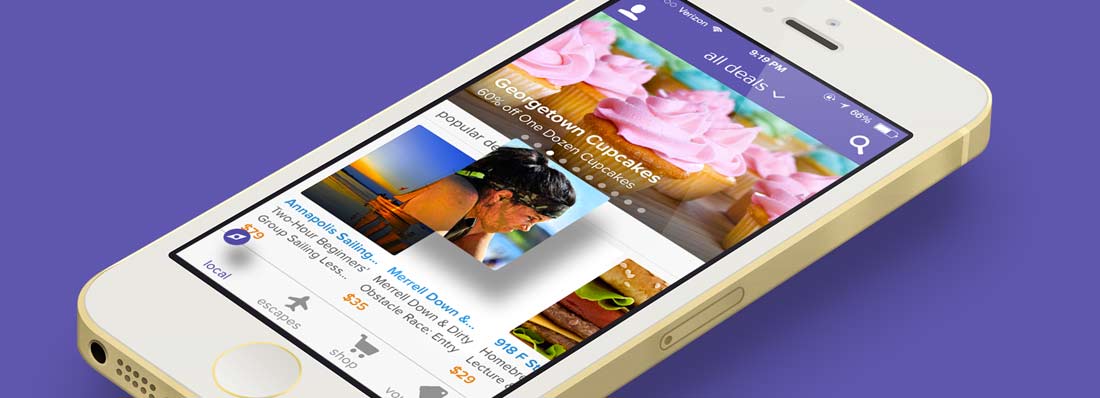 Verizon
9:19 PM
66%
all deals
Georgetown Cupcakes
60% off One Dozen Cupcakes
popular de
Annapolis Sailing...
Two-Hour Beginners'
Group Sailing Less...
$79
Merrell Down &...
Merrell Down & Dirty
Obstacle Race: Entry
$35
918 F St
Homebre
Lecture &
$29
local
escapes
shop